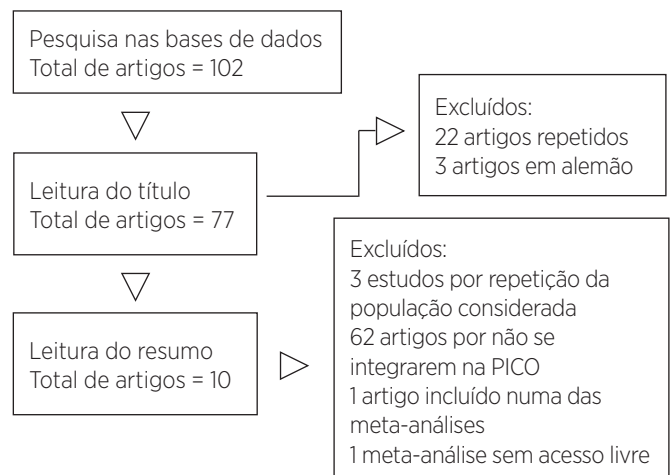 Pesquisa nas bases de dados
Total de artigos = 102
Excluídos:
22 artigos repetidos
3 artigos em alemão
Leitura do título
Total de artigos = 77
Excluídos:
3 estudos por repetição da
população considerada
62 artigos por não se
integrarem na PICO
1 artigo incluído numa das
meta-análises
1 meta-análise sem acesso livre
Leitura do resumo
Total de artigos = 10